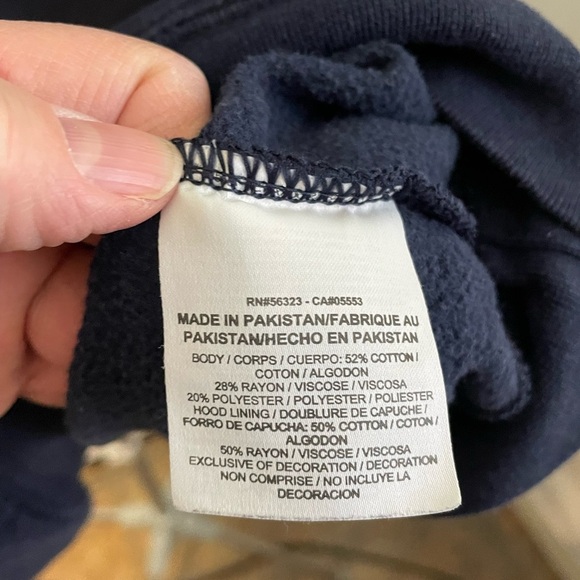 RN#56323 - CA#05553
MADE IN PAKISTAN/FABRIQUE AU
PAKISTAN/HECHO EN PAKISTAN
BODY / CORPS / CUERPO: 52% COTTON /
COTON / ALGODON
28% RAYON / VISCOSE / VISCOSA
20% POLYESTER / POLYESTER / POLIESTER
HOOD LINING / DOUBLURE DE CAPUCHE /
FORRO DE CAPUCHA: 50% COTTON / COTON /
ALGODON
50% RAYON / VISCOSE / VISCOSA
EXCLUSIVE OF DECORATION / DECORATION
NON COMPRISE / NO INCLUYE LA
DECORACION